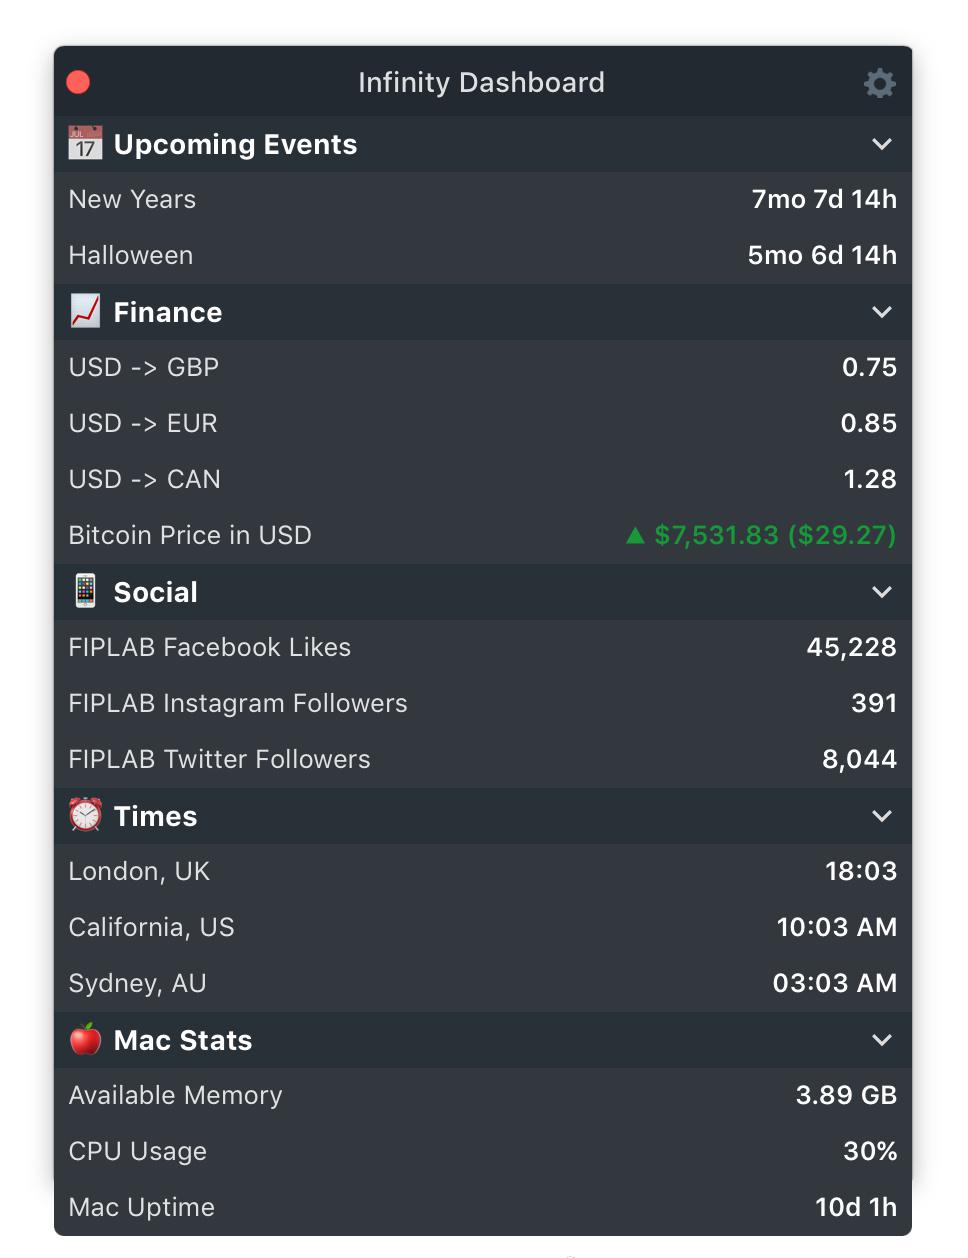 Infinity Dashboard
JUL
17
Upcoming Events
New Years 7mo 7d 14h
Halloween 5mo 6d 14h
Finance
USD -> GBP 0.75
USD -> EUR 0.85
USD -> CAN 1.28
Bitcoin Price in USD ▲ $7,531.83 ($29.27)
Social
FIPLAB Facebook Likes 45,228
FIPLAB Instagram Followers 391
FIPLAB Twitter Followers 8,044
Times
London, UK 18:03
California, US 10:03 AM
Sydney, AU 03:03 AM
Mac Stats
Available Memory 3.89 GB
CPU Usage 30%
Mac Uptime 10d 1h